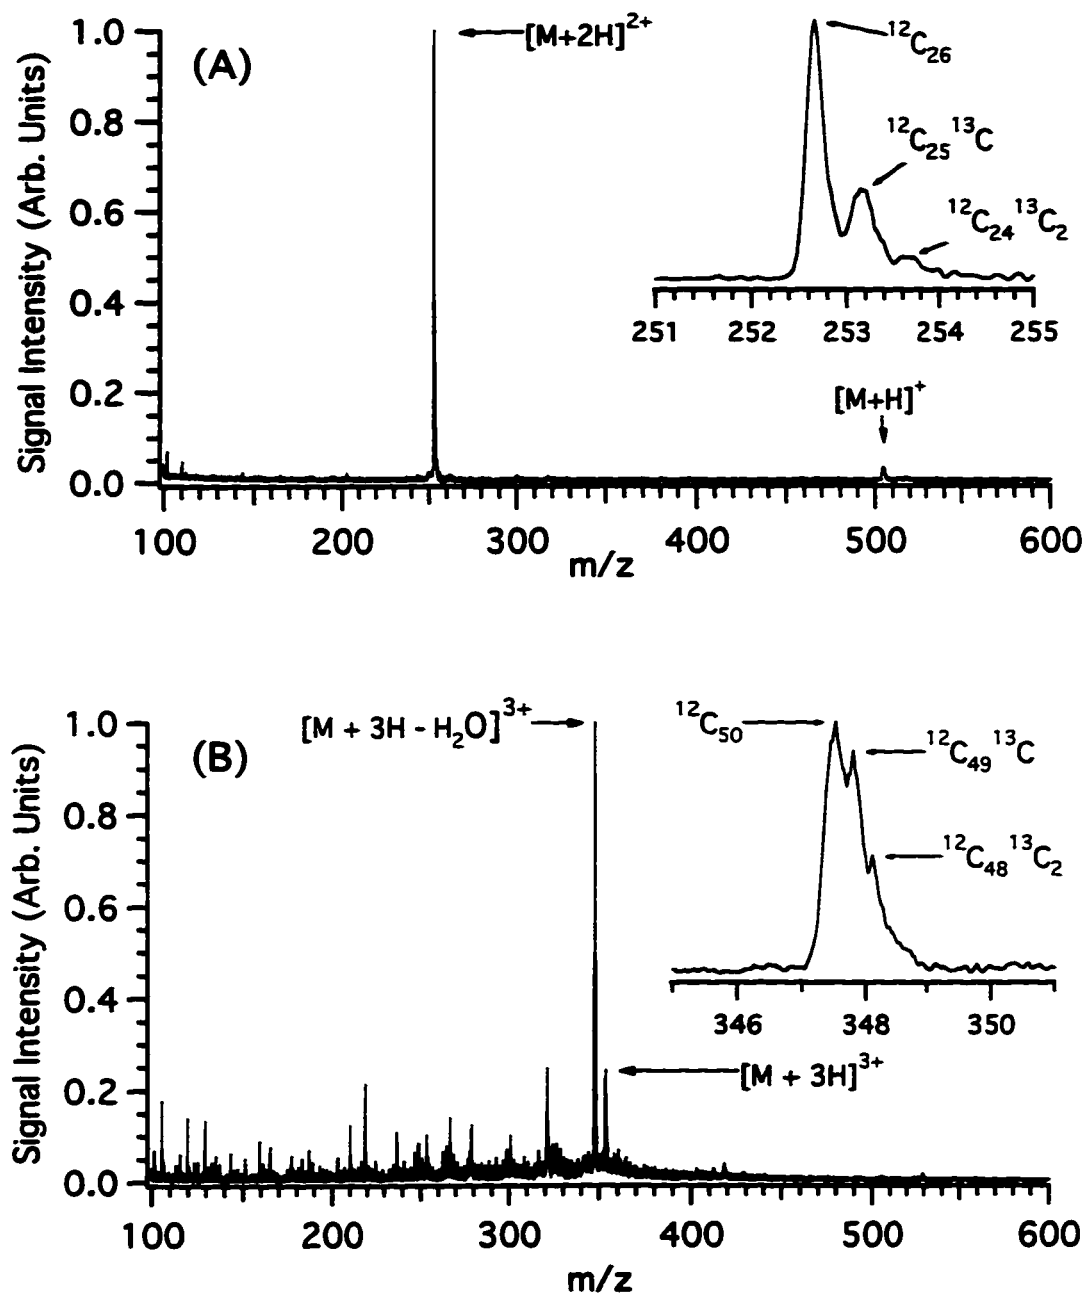 (A)
[M+2H]²⁺
¹²C₂₆
¹²C₂₅¹³C
¹²C₂₄¹³C₂
251 252 253 254 255
[M+H]⁺
Signal Intensity (Arb. Units)
1.0
0.8
0.6
0.4
0.2
0.0
100 200 300 400 500 600
m/z
(B)
[M + 3H - H₂O]³⁺
¹²C₅₀
¹²C₄₉¹³C
¹²C₄₈¹³C₂
346 348 350
[M + 3H]³⁺
Signal Intensity (Arb. Units)
1.0
0.8
0.6
0.4
0.2
0.0
100 200 300 400 500 600
m/z